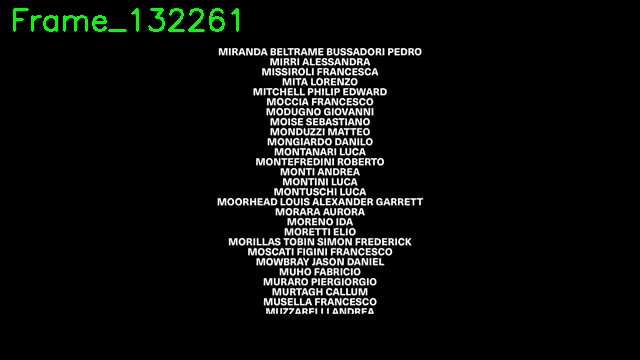 Frame_132261
MIRANDA BELTRAME BUSSADORI PEDRO
MIRRI ALESSANDRA
MISSIROLI FRANCESCA
MITA LORENZO
MITCHELL PHILIP EDWARD
MOCCIA FRANCESCO
MODUGNO GIOVANNI
MOISE SEBASTIANO
MONDUZZI MATTEO
MONGIARDO DANILO
MONTANARI LUCA
MONTEFREDINI ROBERTO
MONTI ANDREA
MONTINI LUCA
MONTUSCHI LUCA
MOORHEAD LOUIS ALEXANDER GARRETT
MORARA AURORA
MORENO IDA
MORETTI ELIO
MORILLAS TOBIN SIMON FREDERICK
MOSCATI FIGINI FRANCESCO
MOWBRAY JASON DANIEL
MUHO FABRICIO
MURARO PIERGIORGIO
MURTAGH CALLUM
MUSELLA FRANCESCO
MUZZARELLI ANDREA